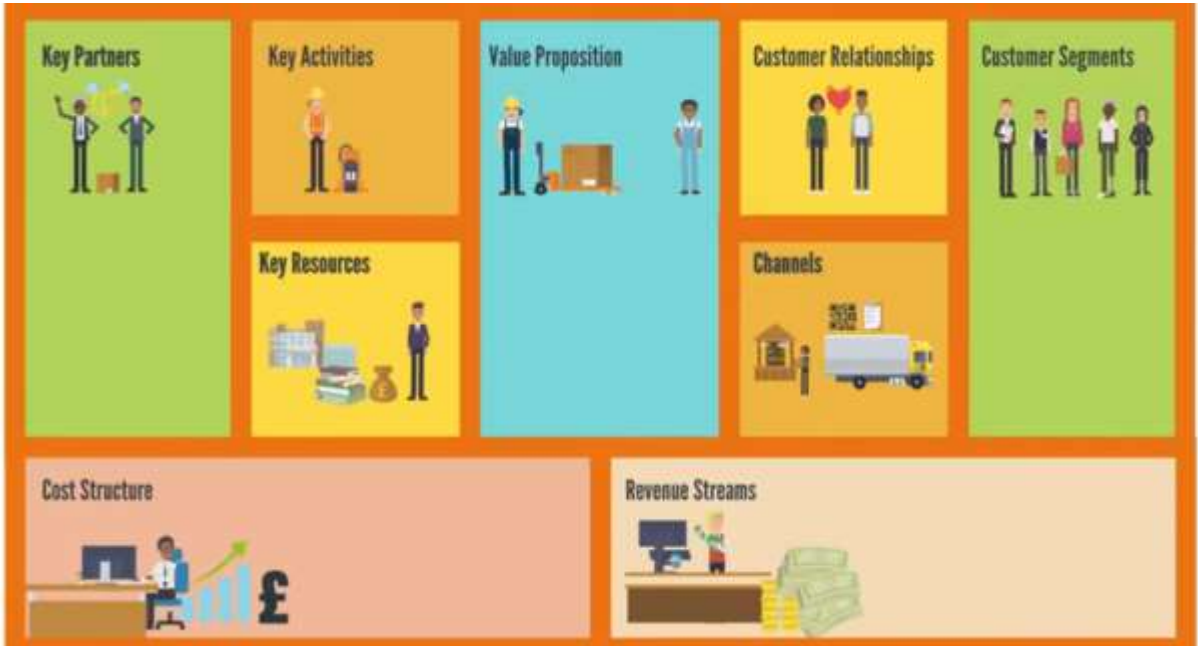 Key Partners
Key Activities
Value Proposition
Customer Relationships
Customer Segments
Key Resources
£
Channels
Cost Structure
£
Revenue Streams